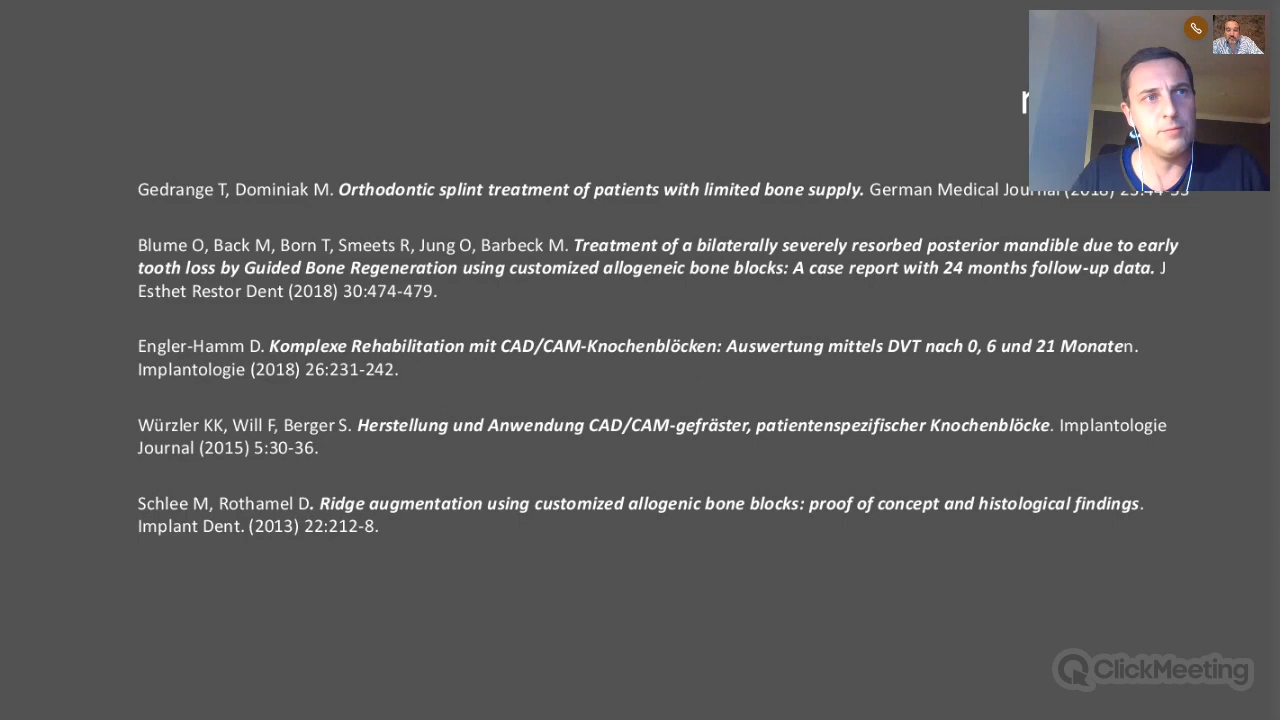 Gedrange T, Dominiak M. Orthodontic splint treatment of patients with limited bone supply. German Medical
Blume O, Back M, Born T, Smeets R, Jung O, Barbeck M. Treatment of a bilaterally severely resorbed posterior mandible due to early
tooth loss by Guided Bone Regeneration using customized allogeneic bone blocks: A case report with 24 months follow-up data. J
Esthet Restor Dent (2018) 30:474-479.
Engler-Hamm D. Komplexe Rehabilitation mit CAD/CAM-Knochenblöcken: Auswertung mittels DVT nach 0, 6 und 21 Monaten.
Implantologie (2018) 26:231-242.
Würzler KK, Will F, Berger S. Herstellung und Anwendung CAD/CAM-gefräster, patientenspezifischer Knochenblöcke. Implantologie
Journal (2015) 5:30-36.
Schlee M, Rothamel D. Ridge augmentation using customized allogenic bone blocks: proof of concept and histological findings.
Implant Dent. (2013) 22:212-8.
ClickMeeting